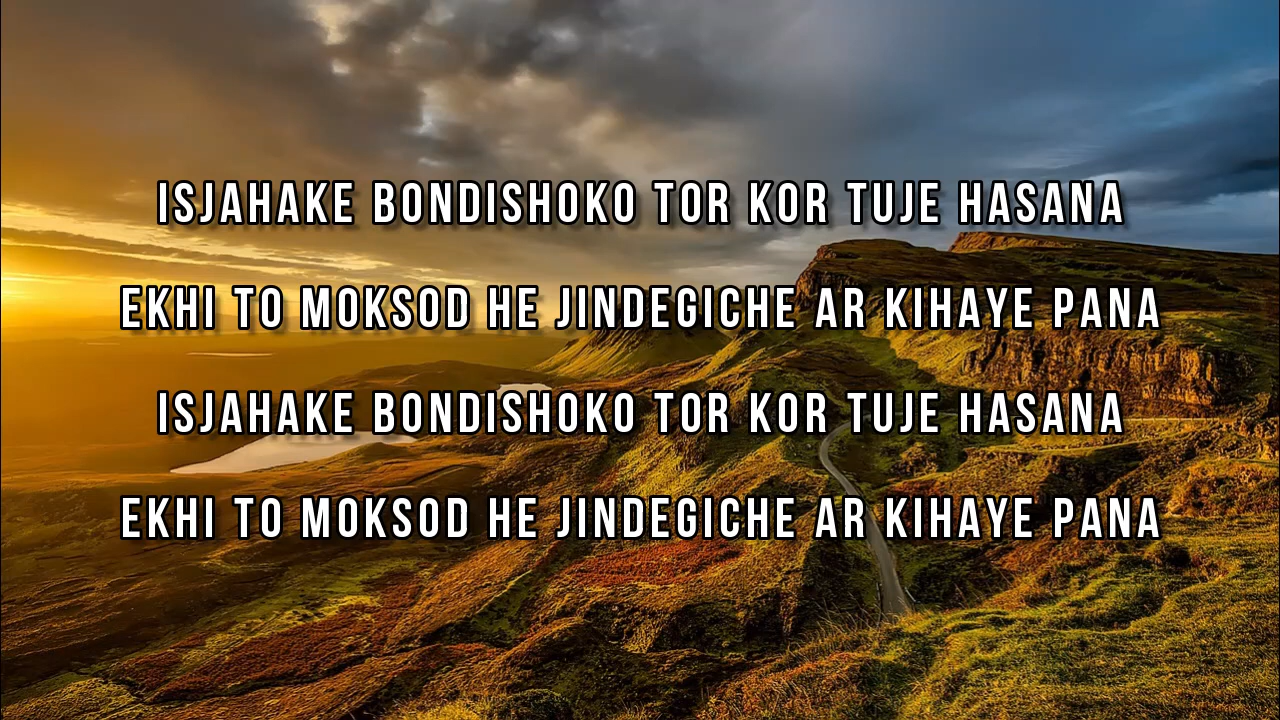 ISJAHAKE BONDISHOKO TOR KOR TUJE HASANA
EKHI TO MOKSOD HE JINDEGICHE AR KIHAYE PANA
ISJAHAKE BONDISHOKO TOR KOR TUJE HASANA
EKHI TO MOKSOD HE JINDEGICHE AR KIHAYE PANA